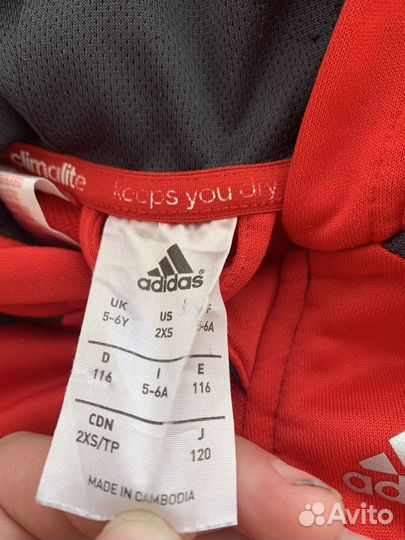 climalite keeps you dry
adidas
UK US F
5-6Y 2XS 5-6A
D I E
116 5-6A 116
CDN J
2XS/TP 120
MADE IN CAMBODIA
adidas
Avito